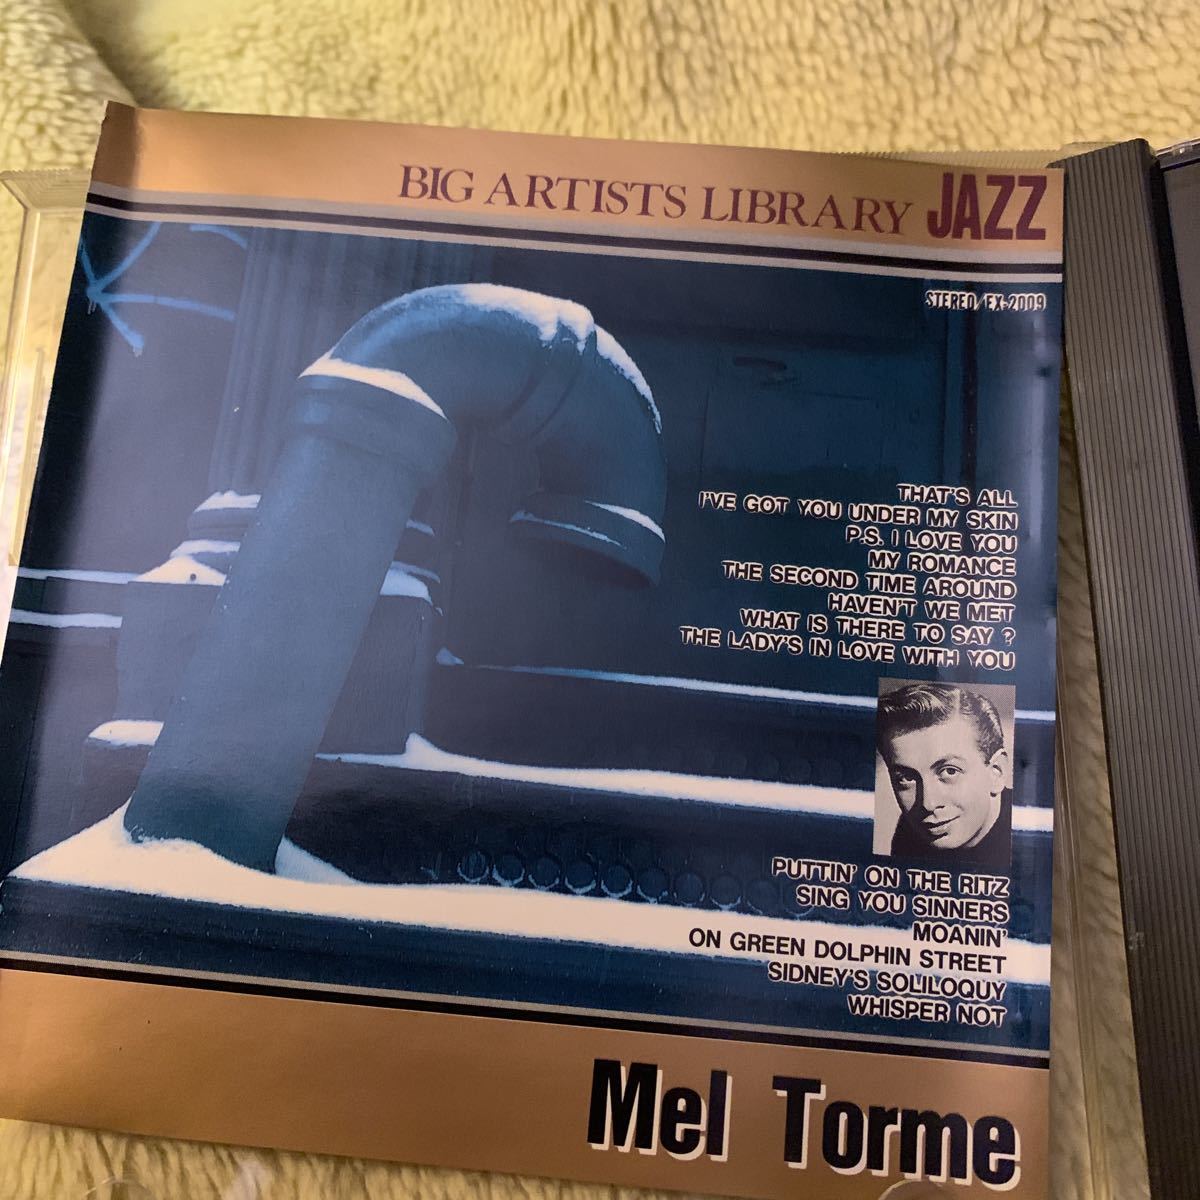 BIG ARTISTS LIBRARY JAZZ
STEREO/EX-2009
THAT'S ALL
I'VE GOT YOU UNDER MY SKIN
P.S. I LOVE YOU
MY ROMANCE
THE SECOND TIME AROUND
HAVEN'T WE MET
WHAT IS THERE TO SAY ?
THE LADY'S IN LOVE WITH YOU
PUTTIN' ON THE RITZ
SING YOU SINNERS
MOANIN'
ON GREEN DOLPHIN STREET
SIDNEY'S SOLILOQUY
WHISPER NOT
Mel Torme